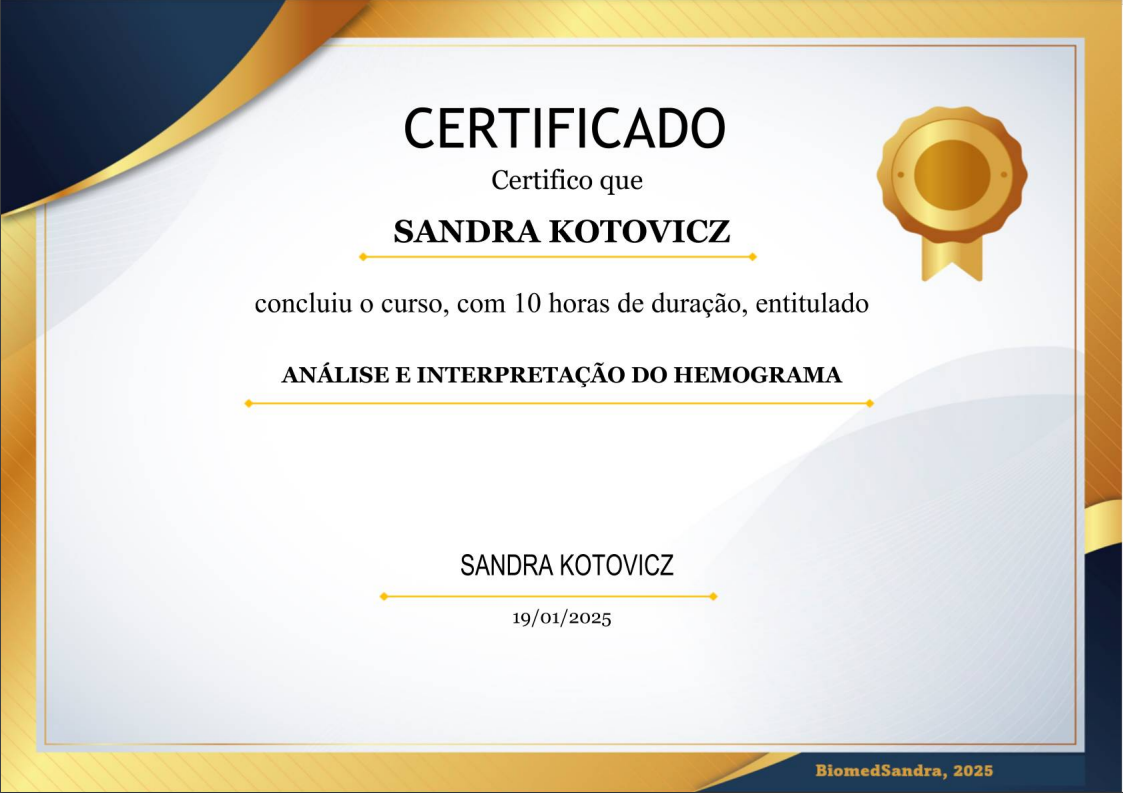 CERTIFICADO
Certifico que
SANDRA KOTOVICZ
concluiu o curso, com 10 horas de duração, entitulado
ANÁLISE E INTERPRETAÇÃO DO HEMOGRAMA
SANDRA KOTOVICZ
19/01/2025
BiomedSandra, 2025